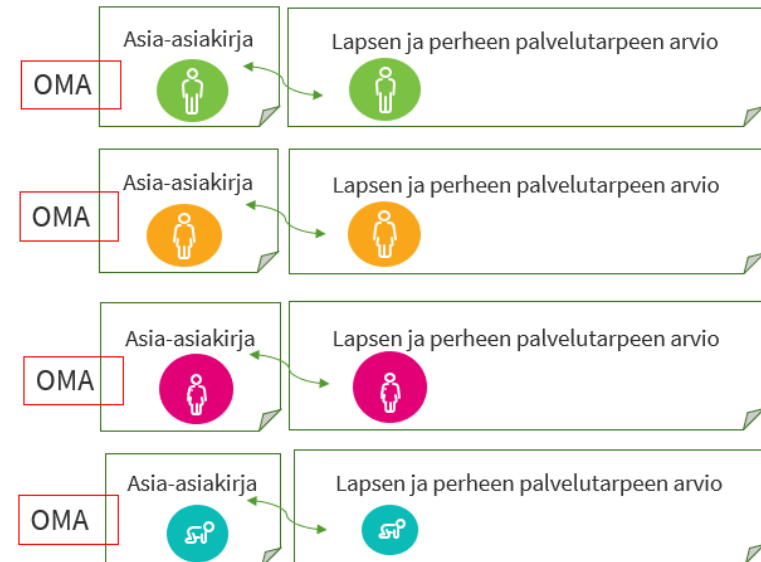 Asia-asiakirja
Lapsen ja perheen palvelutarpeen arvio
OMA
Asia-asiakirja
Lapsen ja perheen palvelutarpeen arvio
OMA
Asia-asiakirja
Lapsen ja perheen palvelutarpeen arvio
OMA
Asia-asiakirja
Lapsen ja perheen palvelutarpeen arvio
OMA